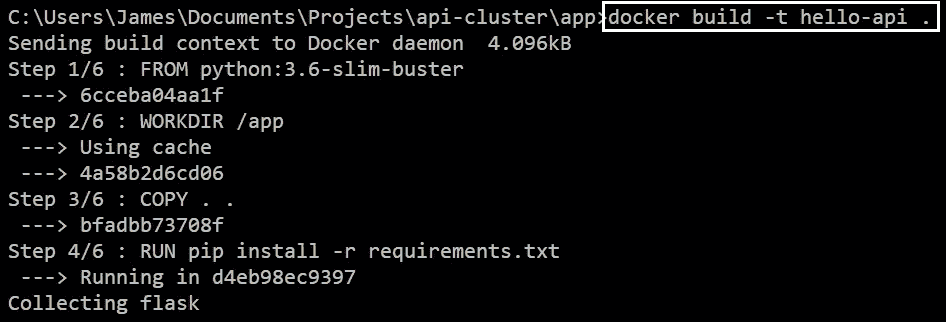 C:\Users\James\Documents\Projects\api-cluster\app>docker build -t hello-api .
Sending build context to Docker daemon  4.096kB
Step 1/6 : FROM python:3.6-slim-buster
 ---> 6cceba04aa1f
Step 2/6 : WORKDIR /app
 ---> Using cache
 ---> 4a58b2d6cd06
Step 3/6 : COPY . .
 ---> bfadbb73708f
Step 4/6 : RUN pip install -r requirements.txt
 ---> Running in d4eb98ec9397
Collecting flask